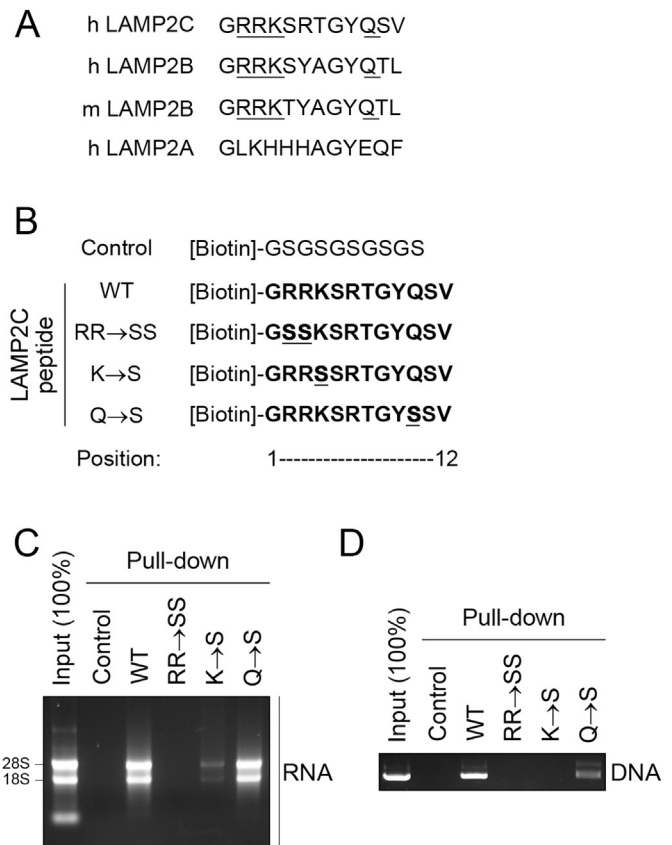 A
h LAMP2C GRRKSRTGYQSV
h LAMP2B GRRKSYAGYQTL
m LAMP2B GRRKTYAGYQTL
h LAMP2A GLKHHHAGYEQF
B
Control [Biotin]-GSGSGSGSGS
LAMP2C peptide
WT [Biotin]-GRRKSRTGYQSV
RR→SS [Biotin]-GSSKSRTGYQSV
K→S [Biotin]-GRRSSRTGYQSV
Q→S [Biotin]-GRRKSRTGYSSV
Position: 1-------------------12
C
Pull-down
Input (100%)
Control
WT
RR→SS
K→S
Q→S
28S
18S
RNA
D
Pull-down
Input (100%)
Control
WT
RR→SS
K→S
Q→S
DNA